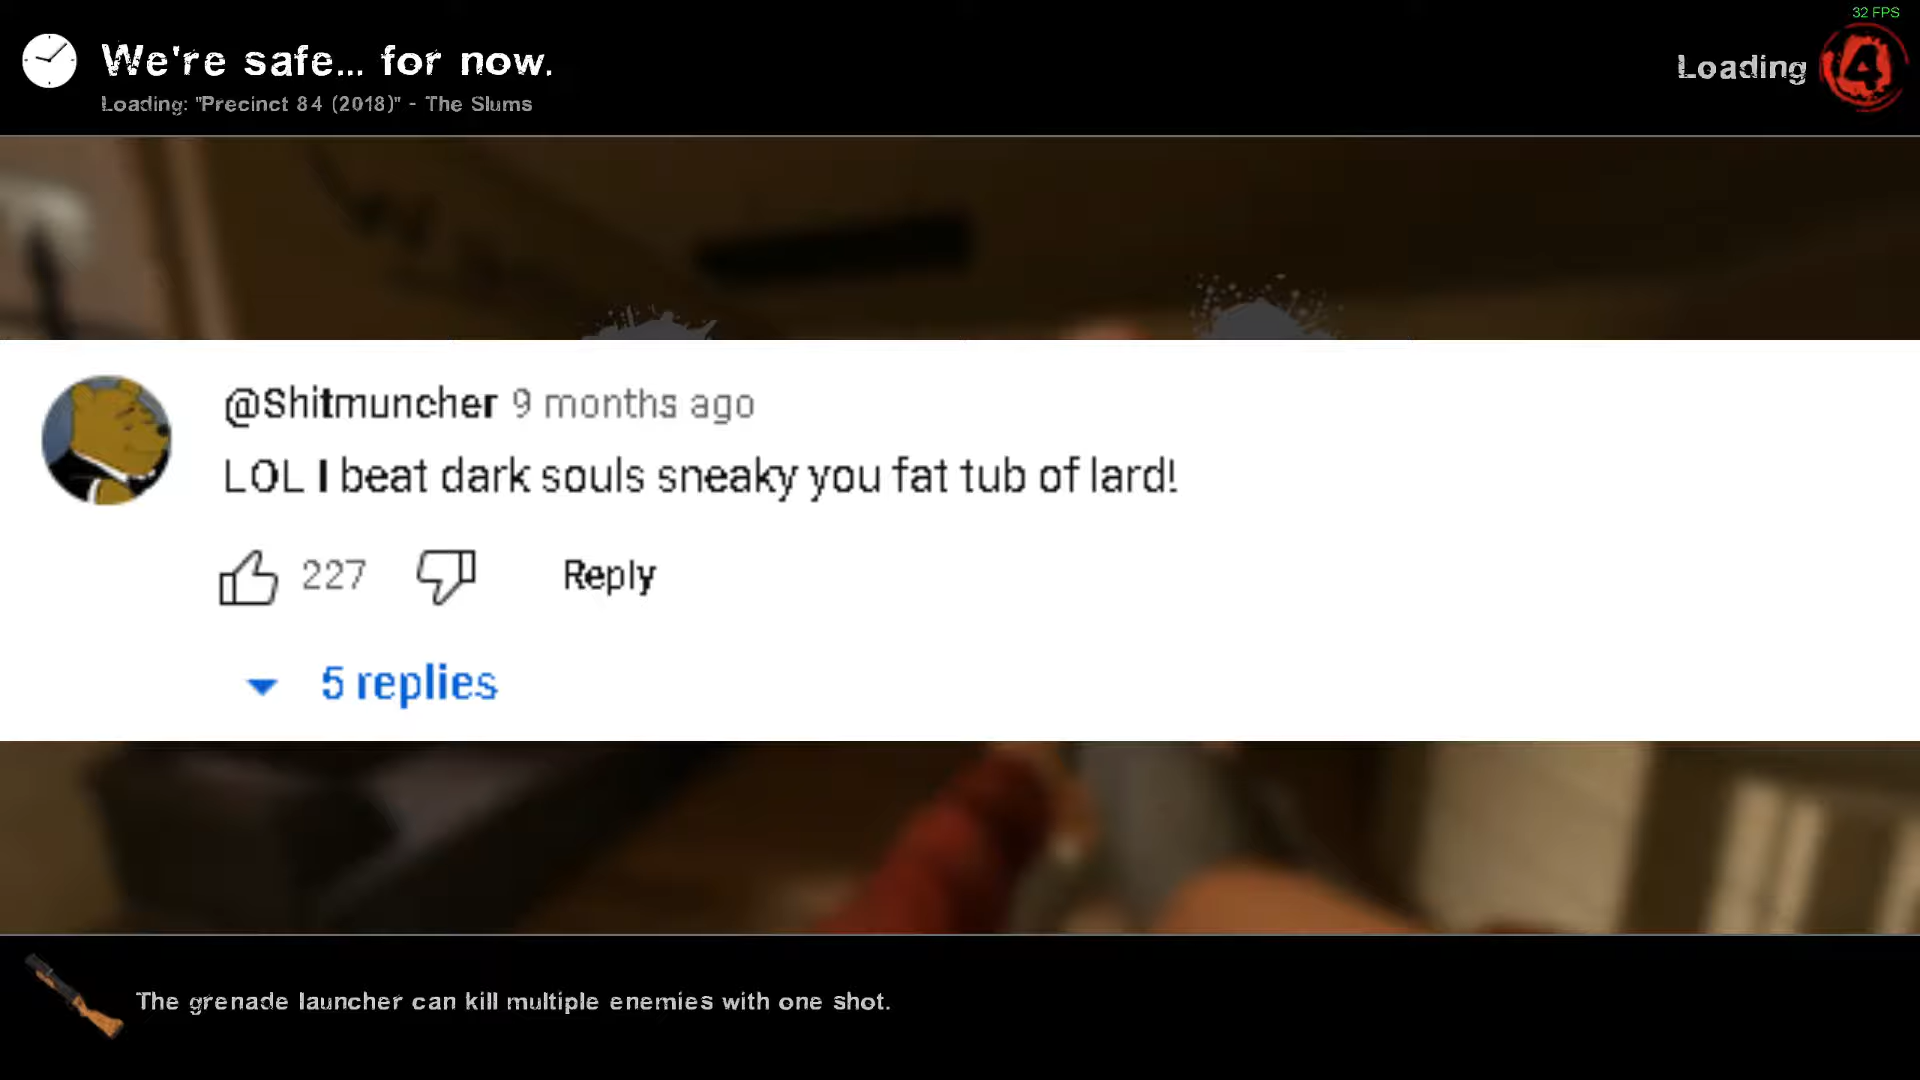 32 FPS
We're safe... for now.
Loading: "Precinct 84 (2018)" - The Slums
Loading
4
@Shitmuncher 9 months ago
LOL I beat dark souls sneaky you fat tub of lard!
227
Reply
5 replies
The grenade launcher can kill multiple enemies with one shot.